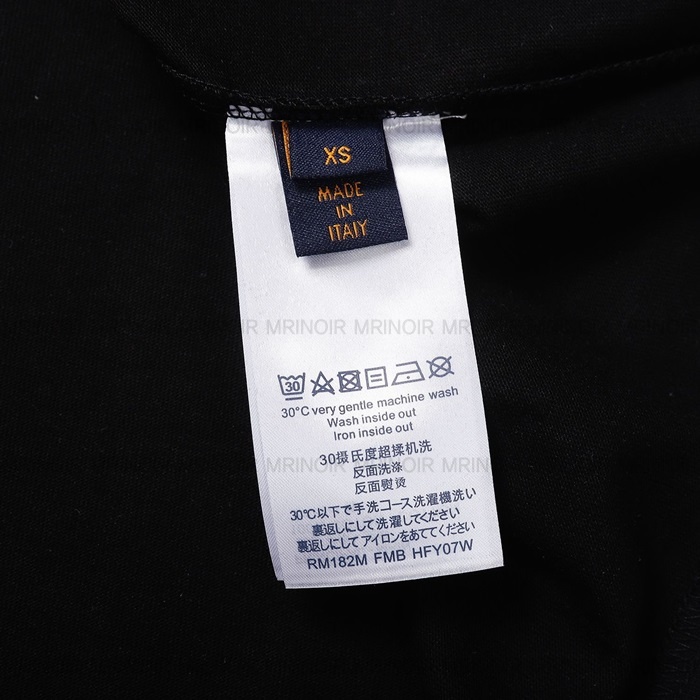 XS
MADE
IN
ITALY
MRINOIR MRINOIR MRINOIR MRINOIR
30
30°C very gentle machine wash
Wash inside out
Iron inside out
30摄氏度超揉机洗
反面洗涤
反面熨烫
30℃以下で手洗コース洗濯機洗い
裏返しにして洗濯してください
裏返しにしてアイロンをあててください
RM182M FMB HFY07W